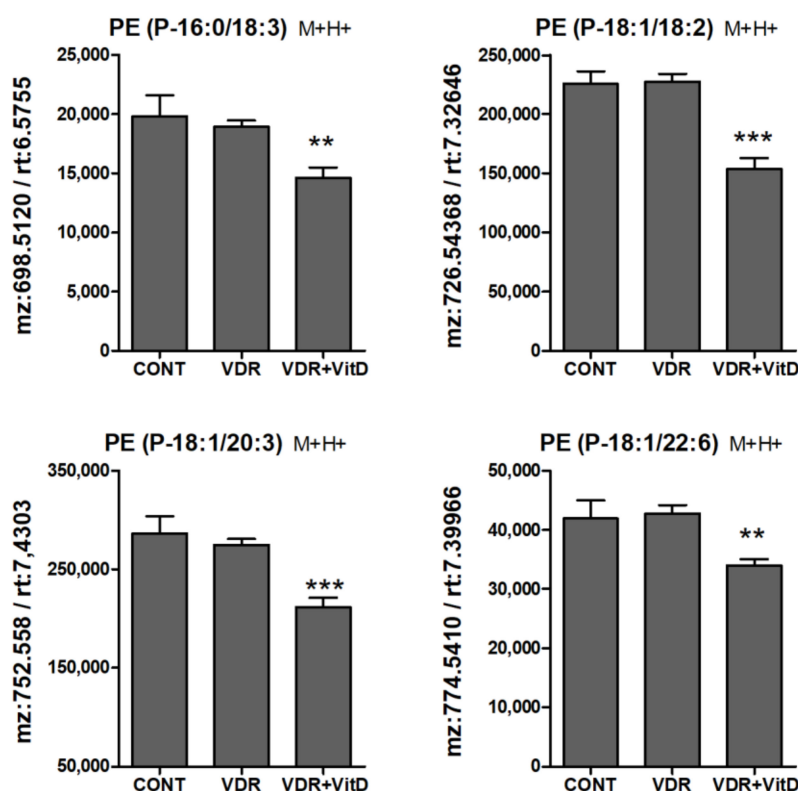 PE (P-16:0/18:3) M+H+
mz:698.5120 / rt:6.5755
25,000
20,000
15,000
10,000
5,000
0
**
CONT VDR VDR+VitD
PE (P-18:1/18:2) M+H+
mz:726.54368 / rt:7.32646
250,000
200,000
150,000
100,000
50,000
0
***
CONT VDR VDR+VitD
PE (P-18:1/20:3) M+H+
mz:752.558 / rt:7,4303
350,000
250,000
150,000
50,000
***
CONT VDR VDR+VitD
PE (P-18:1/22:6) M+H+
mz:774.5410 / rt:7.39966
50,000
40,000
30,000
20,000
10,000
0
**
CONT VDR VDR+VitD